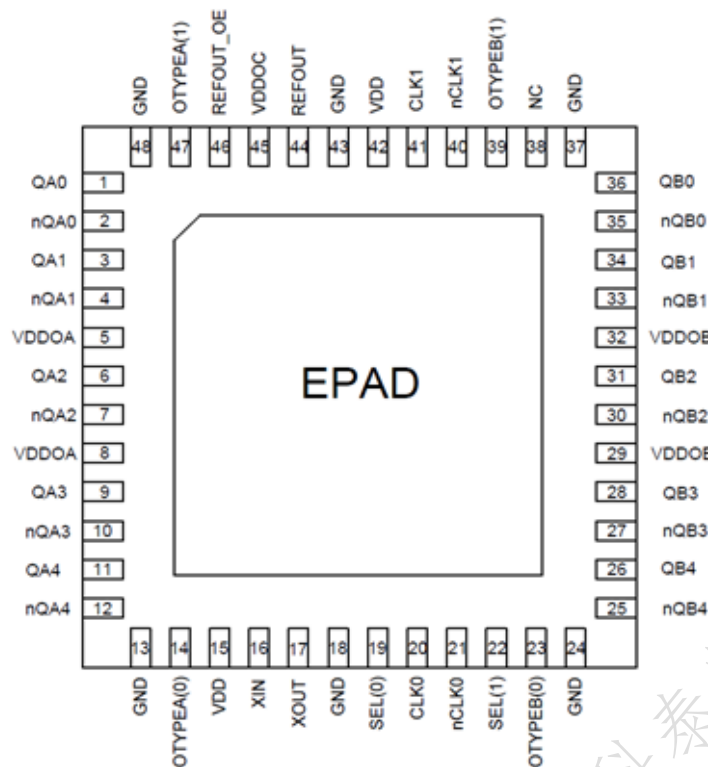 GND OTYPEA(1) REFOUT_OE VDDOC REFOUT GND VDD CLK1 nCLK1 OTYPEB(1) NC GND
48 47 46 45 44 43 42 41 40 39 38 37
QA0 1 36 QB0
nQA0 2 35 nQB0
QA1 3 34 QB1
nQA1 4 33 nQB1
VDDOA 5 32 VDDOB
QA2 6 31 QB2
EPAD
nQA2 7 30 nQB2
VDDOA 8 29 VDDOB
QA3 9 28 QB3
nQA3 10 27 nQB3
QA4 11 26 QB4
nQA4 12 25 nQB4
13 14 15 16 17 18 19 20 21 22 23 24
GND OTYPEA(0) VDD XIN XOUT GND SEL(0) CLK0 nCLK0 SEL(1) OTYPEB(0) GND
泰